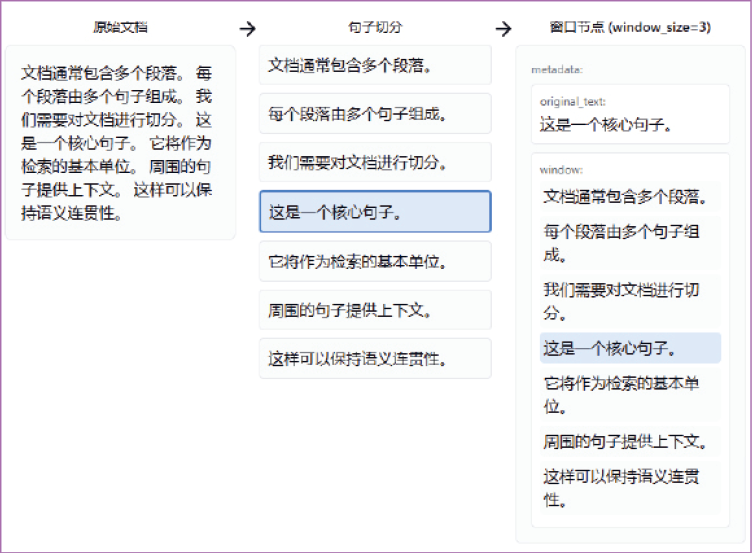 原始文档
文档通常包含多个段落。 每
个段落由多个句子组成。 我
们需要对文档进行切分。 这
是一个核心句子。 它将作为
检索的基本单位。 周围的句
子提供上下文。 这样可以保
持语义连贯性。
句子切分
文档通常包含多个段落。
每个段落由多个句子组成。
我们需要对文档进行切分。
这是一个核心句子。
它将作为检索的基本单位。
周围的句子提供上下文。
这样可以保持语义连贯性。
窗口节点 (window_size=3)
metadata:
original_text:
这是一个核心句子。
window:
文档通常包含多个段落。
每个段落由多个句子组
成。
我们需要对文档进行切
分。
这是一个核心句子。
它将作为检索的基本单
位。
周围的句子提供上下文。
这样可以保持语义连贯
性。